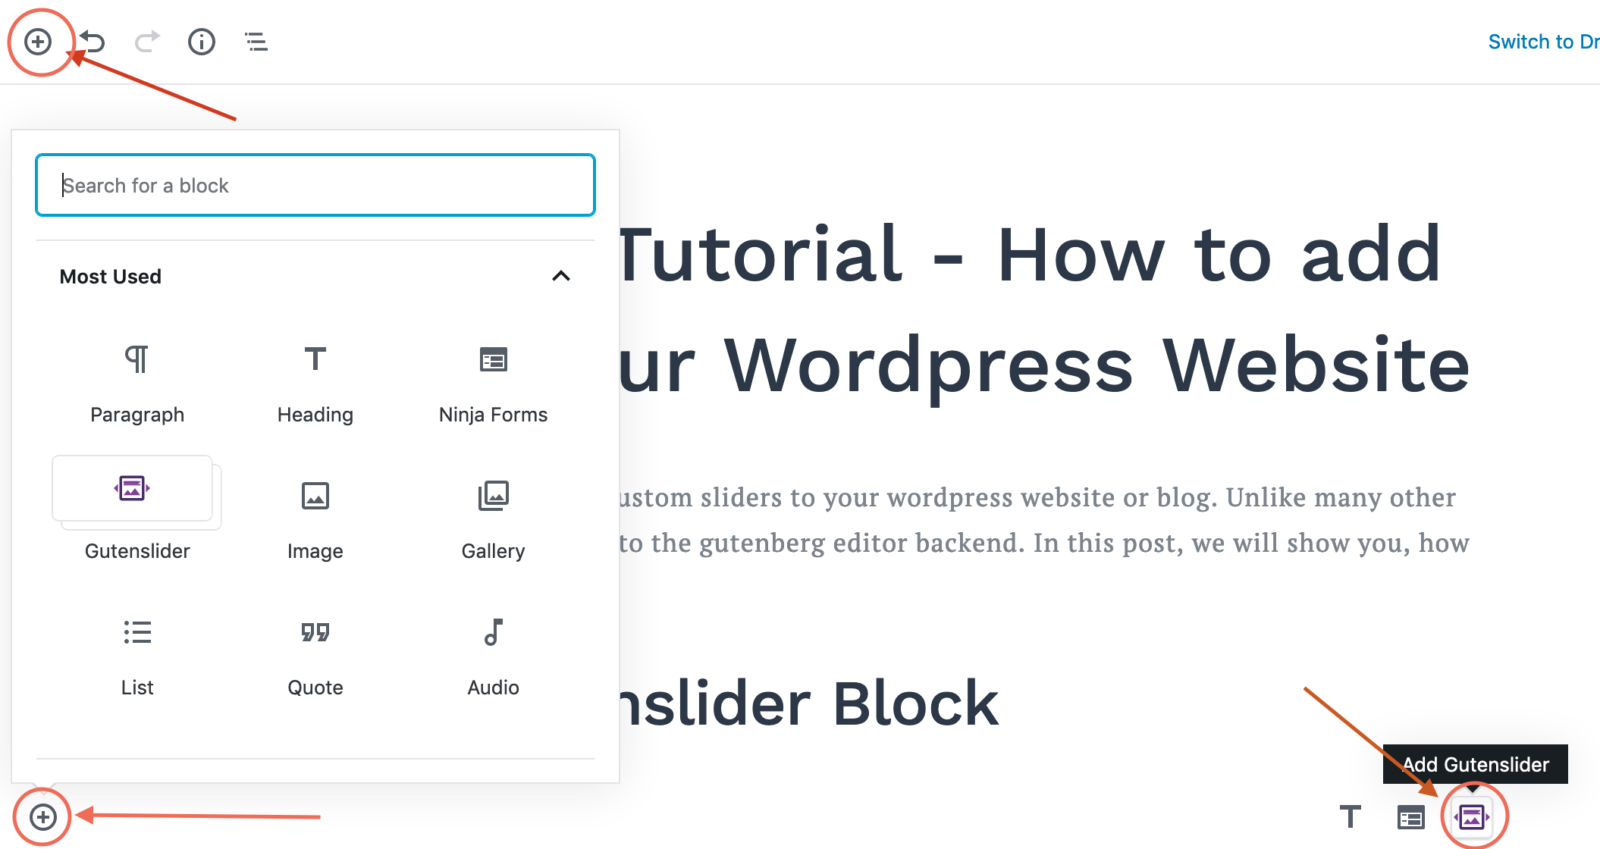 Switch to Dr
Search for a block
Most Used
Paragraph
Heading
Ninja Forms
Gutenslider
Image
Gallery
List
Quote
Audio
Tutorial - How to add
ur Wordpress Website
ustom sliders to your wordpress website or blog. Unlike many other
to the gutenberg editor backend. In this post, we will show you, how
nslider Block
Add Gutenslider